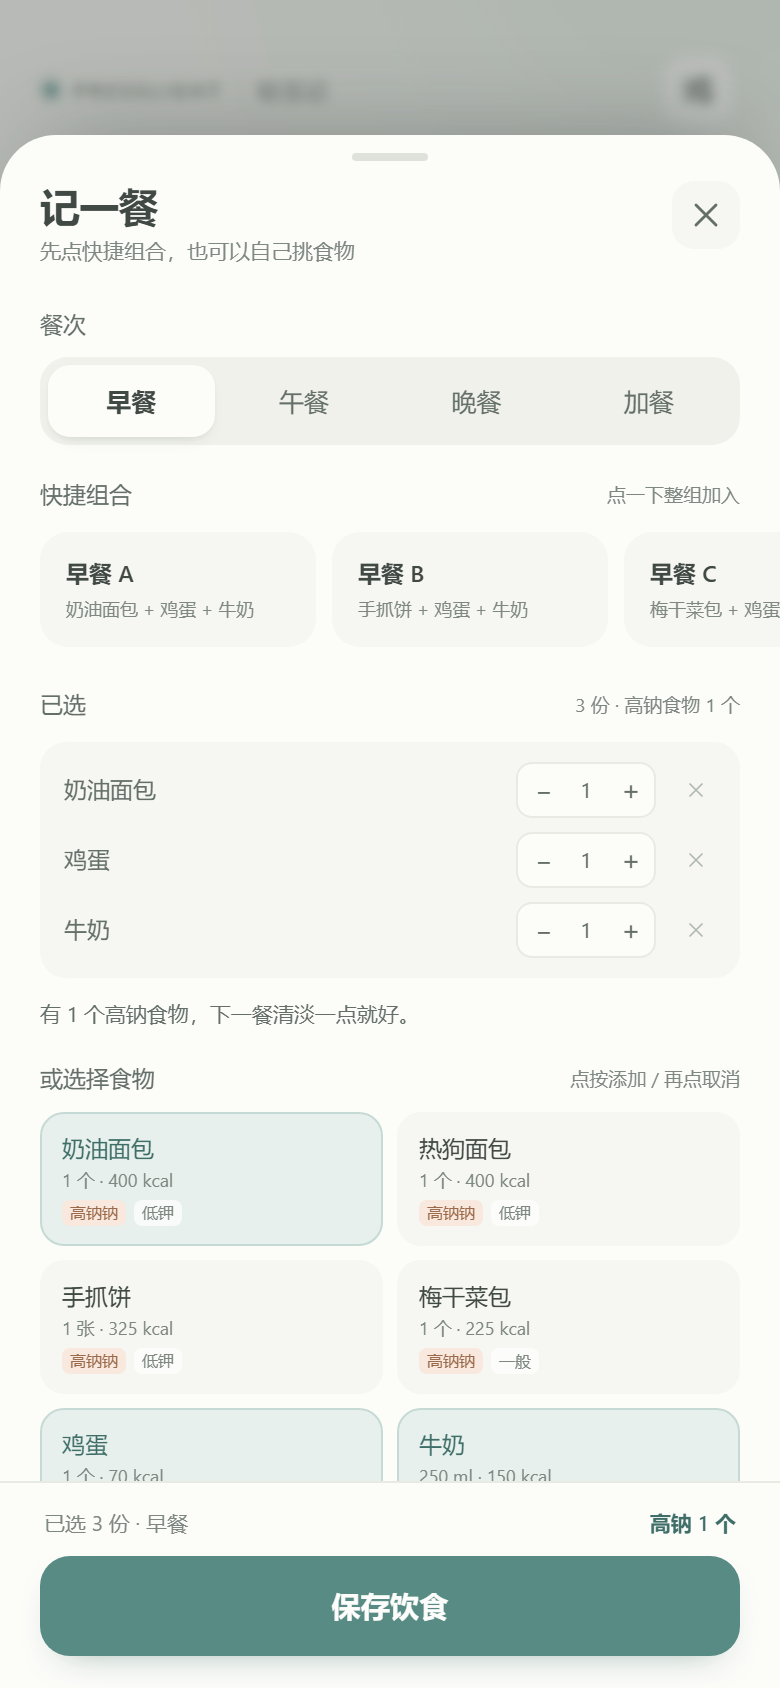 记一餐
先点快捷组合，也可以自己挑食物
餐次
早餐 午餐 晚餐 加餐
快捷组合 点一下整组加入
早餐 A 早餐 B 早餐 C
奶油面包 + 鸡蛋 + 牛奶 手抓饼 + 鸡蛋 + 牛奶 梅干菜包 + 鸡蛋
已选 3 份 · 高钠食物 1 个
奶油面包 − 1 + ×
鸡蛋 − 1 + ×
牛奶 − 1 + ×
有 1 个高钠食物，下一餐清淡一点就好。
或选择食物 点按添加 / 再点取消
奶油面包 热狗面包
1 个 · 400 kcal 1 个 · 400 kcal
高钠钠 低钾 高钠钠 低钾
手抓饼 梅干菜包
1 张 · 325 kcal 1 个 · 225 kcal
高钠钠 低钾 高钠钠 一般
鸡蛋 牛奶
1 个 · 70 kcal 250 ml · 150 kcal
已选 3 份 · 早餐 高钠 1 个
保存饮食